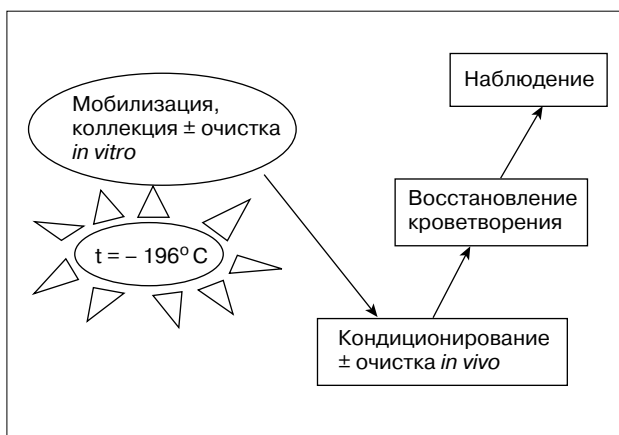 Мобилизация,
коллекция ± очистка
in vitro
t = – 196° C
Кондиционирование
± очистка in vivo
Восстановление
кроветворения
Наблюдение